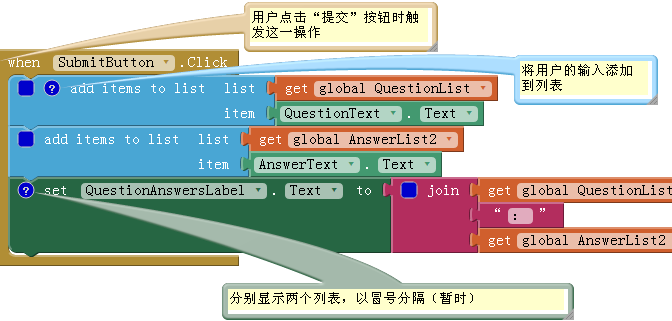 用户点击“提交”按钮时触
发这一操作
when SubmitButton .Click
将用户的输入添加
到列表
? add items to list list get global QuestionList
item QuestionText . Text
add items to list list get global AnswerList2
item AnswerText . Text
? set QuestionAnswersLabel . Text to join get global QuestionList
“ : ”
get global AnswerList2
分别显示两个列表，以冒号分隔（暂时）